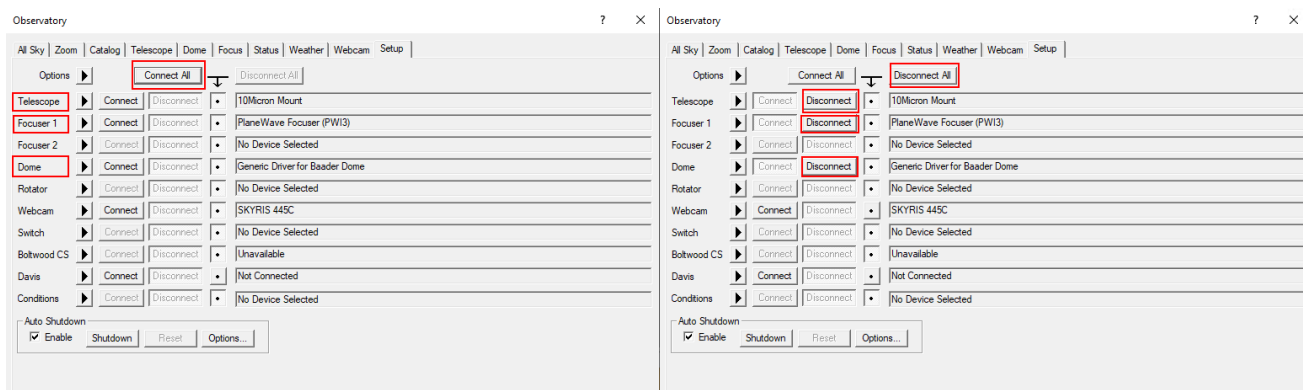 Observatory ? ×
All Sky Zoom Catalog Telescope Dome Focus Status Weather Webcam Setup
Options Connect All Disconnect All
Telescope Connect Disconnect 10Micron Mount
Focuser 1 Connect Disconnect PlaneWave Focuser (PWI3)
Focuser 2 Connect Disconnect No Device Selected
Dome Connect Disconnect Generic Driver for Baader Dome
Rotator Connect Disconnect No Device Selected
Webcam Connect Disconnect SKYRIS 445C
Switch Connect Disconnect No Device Selected
Boltwood CS Connect Disconnect Unavailable
Davis Connect Disconnect Not Connected
Conditions Connect Disconnect No Device Selected
Auto Shutdown
Enable Shutdown Reset Options...
Observatory ? ×
All Sky Zoom Catalog Telescope Dome Focus Status Weather Webcam Setup
Options Connect All Disconnect All
Telescope Connect Disconnect 10Micron Mount
Focuser 1 Connect Disconnect PlaneWave Focuser (PWI3)
Focuser 2 Connect Disconnect No Device Selected
Dome Connect Disconnect Generic Driver for Baader Dome
Rotator Connect Disconnect No Device Selected
Webcam Connect Disconnect SKYRIS 445C
Switch Connect Disconnect No Device Selected
Boltwood CS Connect Disconnect Unavailable
Davis Connect Disconnect Not Connected
Conditions Connect Disconnect No Device Selected
Auto Shutdown
Enable Shutdown Reset Options...